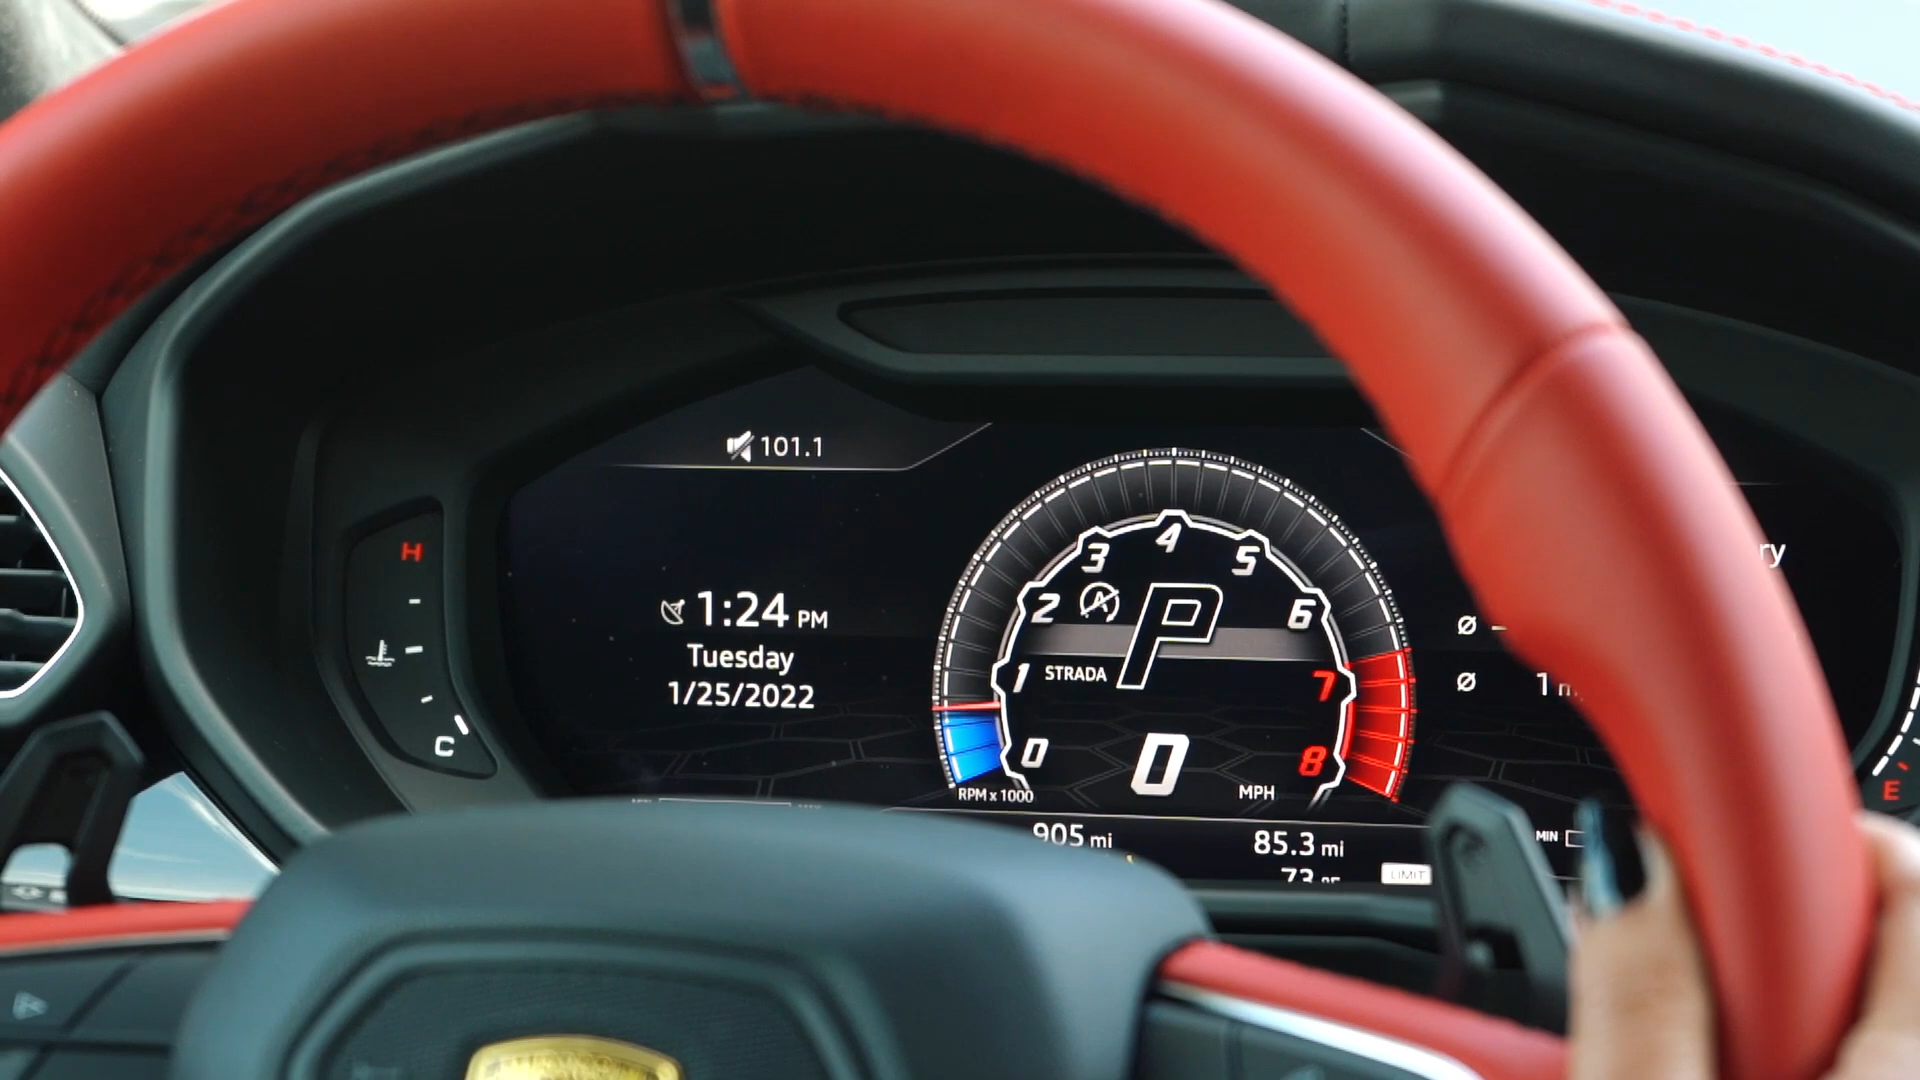 101.1
H
1:24 PM
Tuesday
1/25/2022
C
4
3
5
2
A
6
P
1
STRADA
7
0
0
8
RPM x 1000
MPH
905 mi
85.3 mi
73 °F
LIMIT
MIN
E